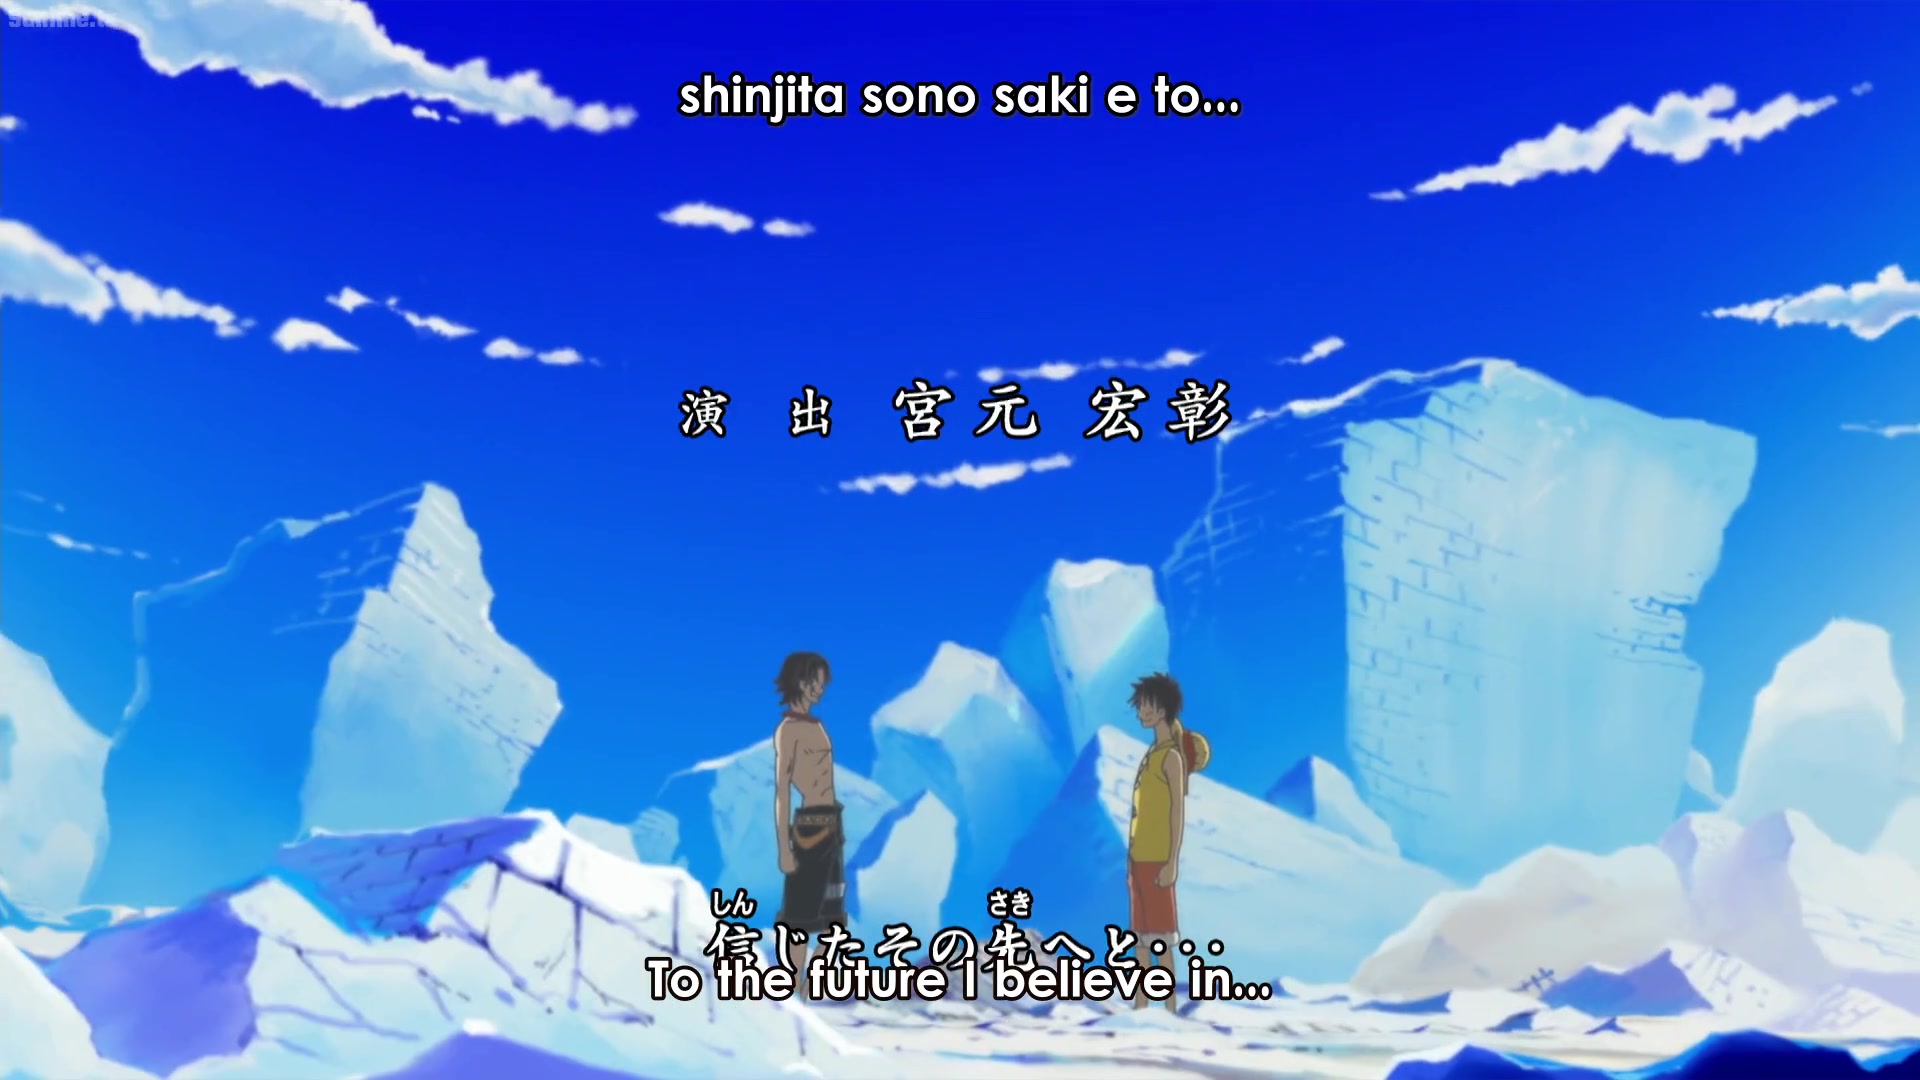 shinjita sono saki e to...
演 出 宮元 宏彰
しん さき
信じたその先へと･･･
To the future I believe in...